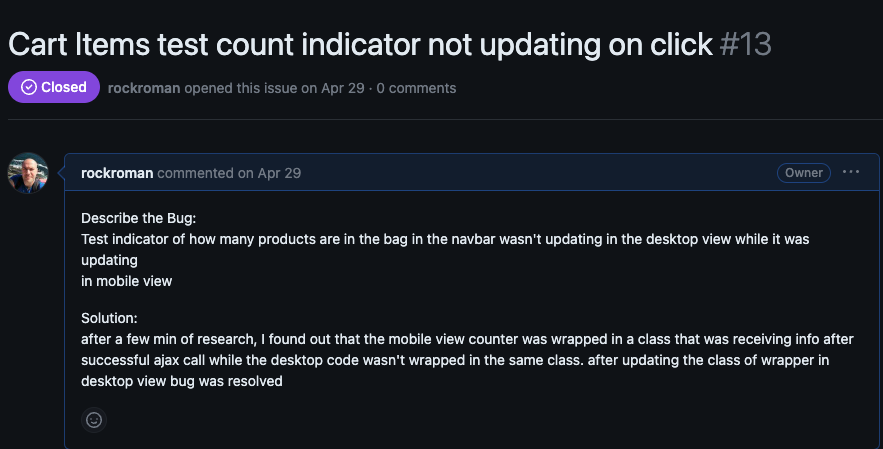 Cart Items test count indicator not updating on click #13
Closed rockroman opened this issue on Apr 29 · 0 comments
rockroman commented on Apr 29 Owner ...
Describe the Bug:
Test indicator of how many products are in the bag in the navbar wasn't updating in the desktop view while it was
updating
in mobile view
Solution:
after a few min of research, I found out that the mobile view counter was wrapped in a class that was receiving info after
successful ajax call while the desktop code wasn't wrapped in the same class. after updating the class of wrapper in
desktop view bug was resolved